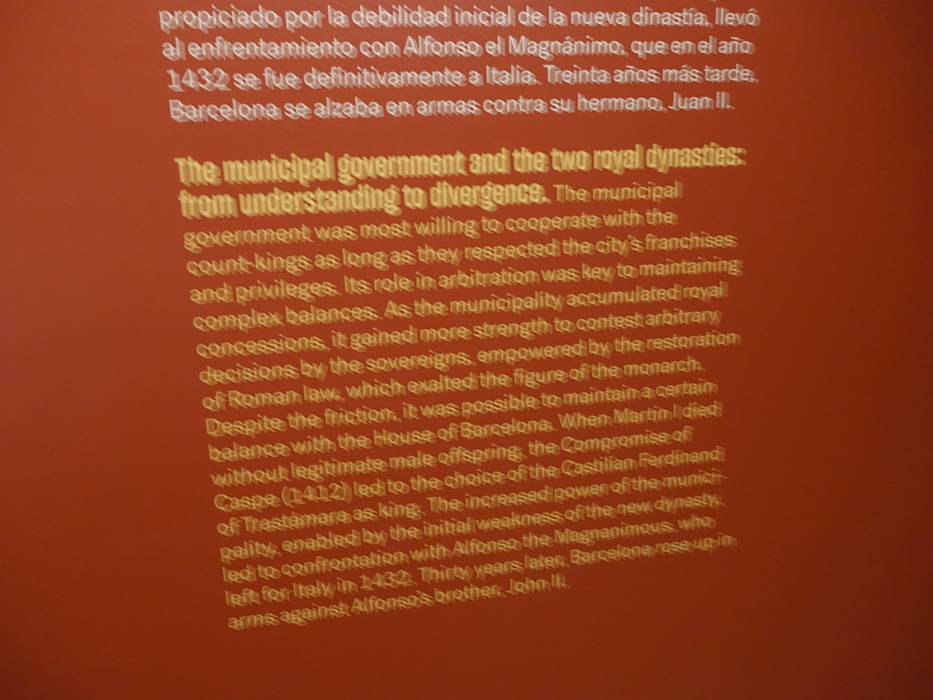 propiciado por la debilidad inicial de la nueva dinastía, llevó
al enfrentamiento con Alfonso el Magnánimo, que en el año
1432 se fue definitivamente a Italia. Treinta años más tarde,
Barcelona se alzaba en armas contra su hermano, Juan II.
The municipal government and the two royal dynasties:
from understanding to divergence. The municipal
government was most willing to cooperate with the
count-kings as long as they respected the city's franchises
and privileges. Its role in arbitration was key to maintaining
complex balances. As the municipality accumulated royal
concessions, it gained more strength to contest arbitrary
decisions by the sovereigns, empowered by the restoration
of Roman law, which exalted the figure of the monarch.
Despite the friction, it was possible to maintain a certain
balance with the House of Barcelona. When Martin I died
without legitimate male offspring, the Compromise of
Caspe (1412) led to the choice of the Castilian Ferdinand
of Trastámara as king. The increased power of the munici-
pality, enabled by the initial weakness of the new dynasty,
led to confrontation with Alfonso the Magnanimous, who
left for Italy in 1432. Thirty years later, Barcelona rose up in
arms against Alfonso's brother, John II.